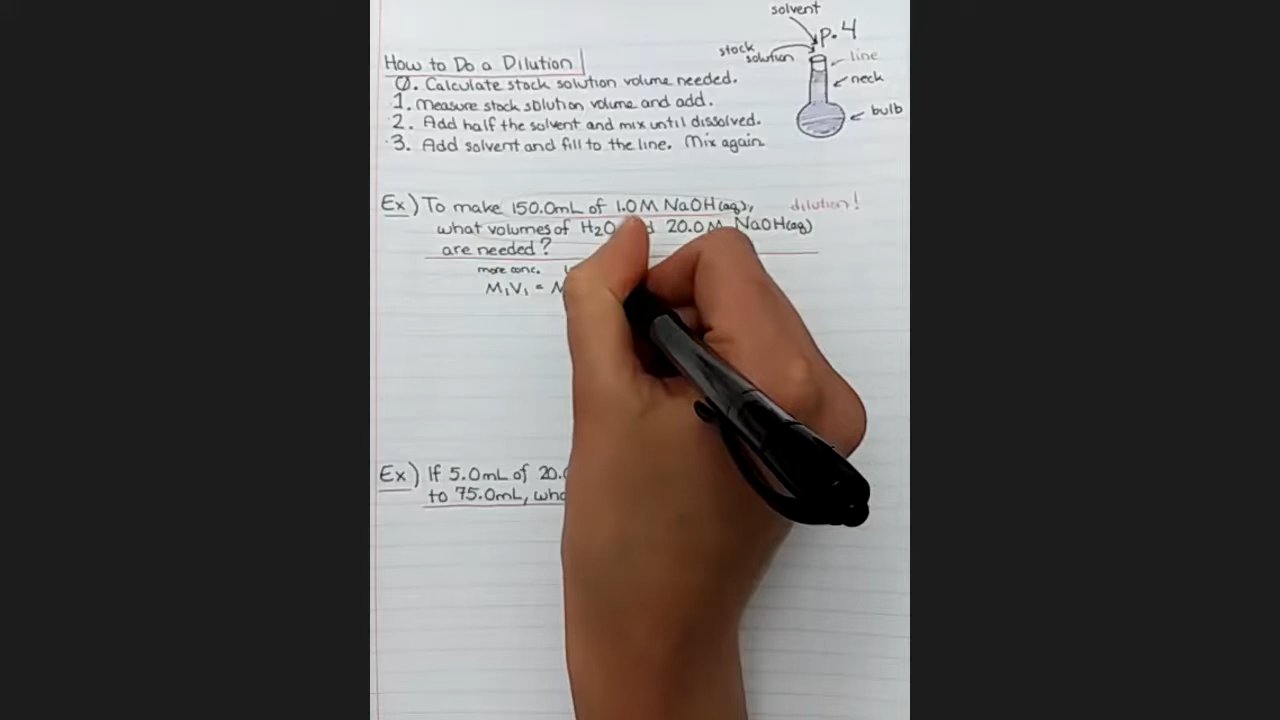 solvent
p.4
stock
solution
line
neck
bulb
How to Do a Dilution
0. Calculate stock solution volume needed.
1. Measure stock solution volume and add.
2. Add half the solvent and mix until dissolved.
3. Add solvent and fill to the line. Mix again
Ex) To make 150.0mL of 1.0M NaOH(aq), dilution!
what volumes of H₂O 20.0M NaOH(aq)
are needed?
more conc.
M₁V₁ =
Ex) If 5.0mL of
to 75.0mL,